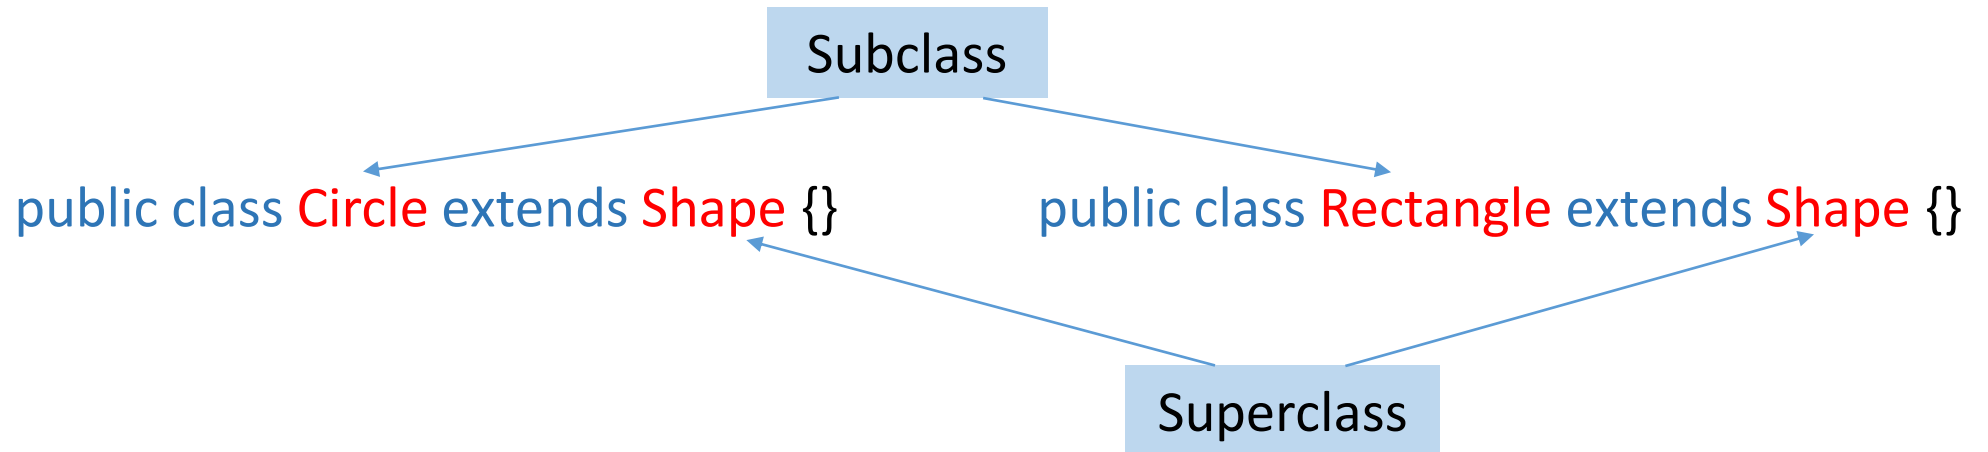 Subclass
public class Circle extends Shape {}
public class Rectangle extends Shape {}
Superclass